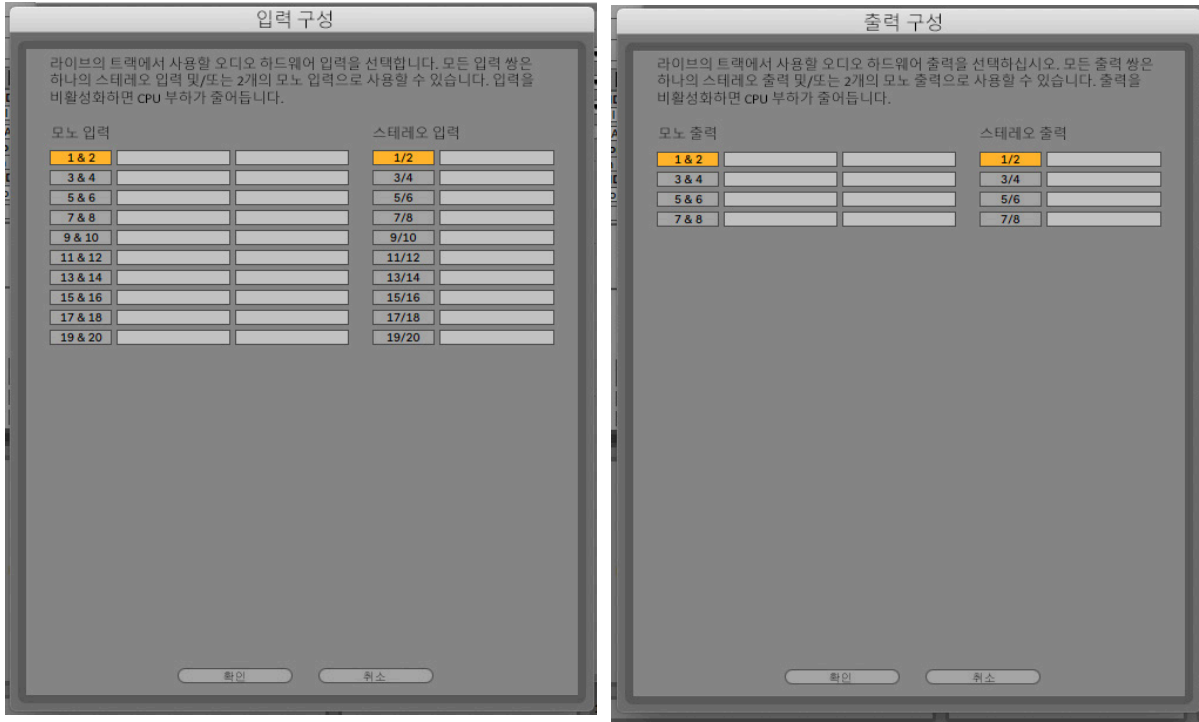 입력 구성
라이브의 트랙에서 사용할 오디오 하드웨어 입력을 선택합니다. 모든 입력 쌍은
하나의 스테레오 입력 및/또는 2개의 모노 입력으로 사용할 수 있습니다. 입력을
비활성화하면 CPU 부하가 줄어듭니다.
모노 입력 스테레오 입력
1 & 2 1/2
3 & 4 3/4
5 & 6 5/6
7 & 8 7/8
9 & 10 9/10
11 & 12 11/12
13 & 14 13/14
15 & 16 15/16
17 & 18 17/18
19 & 20 19/20
확인 취소
출력 구성
라이브의 트랙에서 사용할 오디오 하드웨어 출력을 선택하십시오. 모든 출력 쌍은
하나의 스테레오 출력 및/또는 2개의 모노 출력으로 사용할 수 있습니다. 출력을
비활성화하면 CPU 부하가 줄어듭니다.
모노 출력 스테레오 출력
1 & 2 1/2
3 & 4 3/4
5 & 6 5/6
7 & 8 7/8
확인 취소